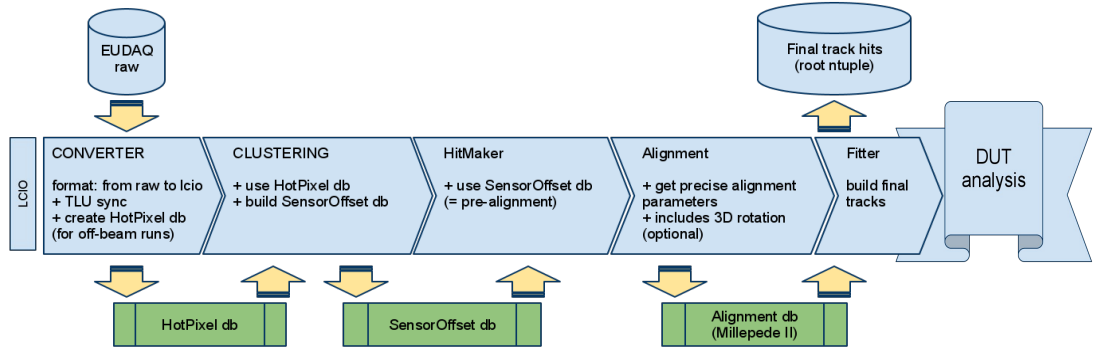 EUDAQ
raw
Final track hits
(root ntuple)
LCIO
CONVERTER
format: from raw to lcio
+ TLU sync
+ create HotPixel db
(for off-beam runs)
CLUSTERING
+ use HotPixel db
+ build SensorOffset db
HitMaker
+ use SensorOffset db
(= pre-alignment)
Alignment
+ get precise alignment
parameters
+ includes 3D rotation
(optional)
Fitter
build final
tracks
DUT
analysis
HotPixel db
SensorOffset db
Alignment db
(Millepede II)